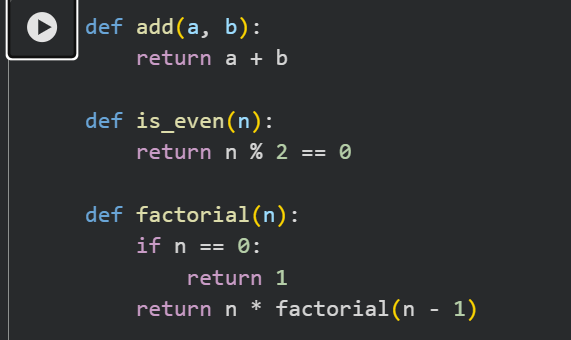 def add(a, b):
    return a + b

def is_even(n):
    return n % 2 == 0

def factorial(n):
    if n == 0:
        return 1
    return n * factorial(n - 1)